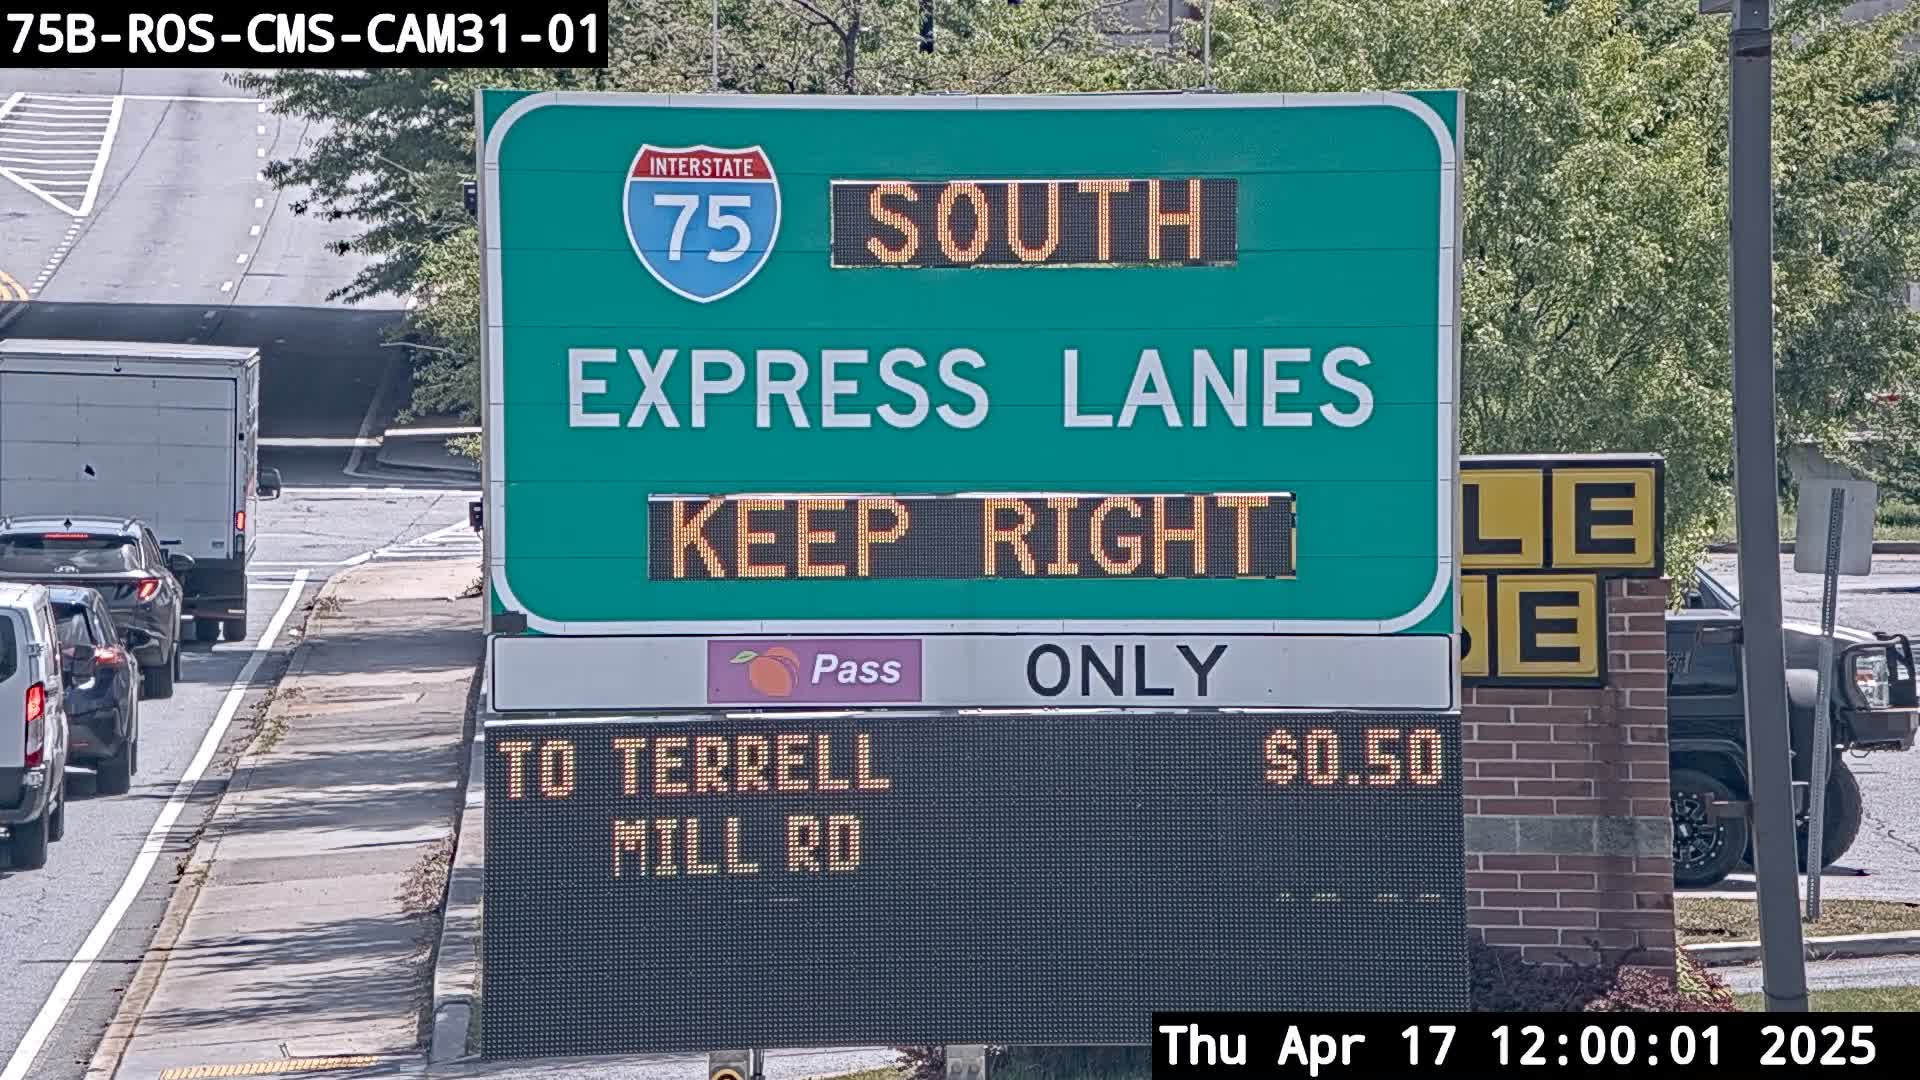 75B-ROS-CMS-CAM31-01
INTERSTATE
75
SOUTH
EXPRESS LANES
KEEP RIGHT
Pass ONLY
TO TERRELL $0.50
MILL RD
LE
E
Thu Apr 17 12:00:01 2025